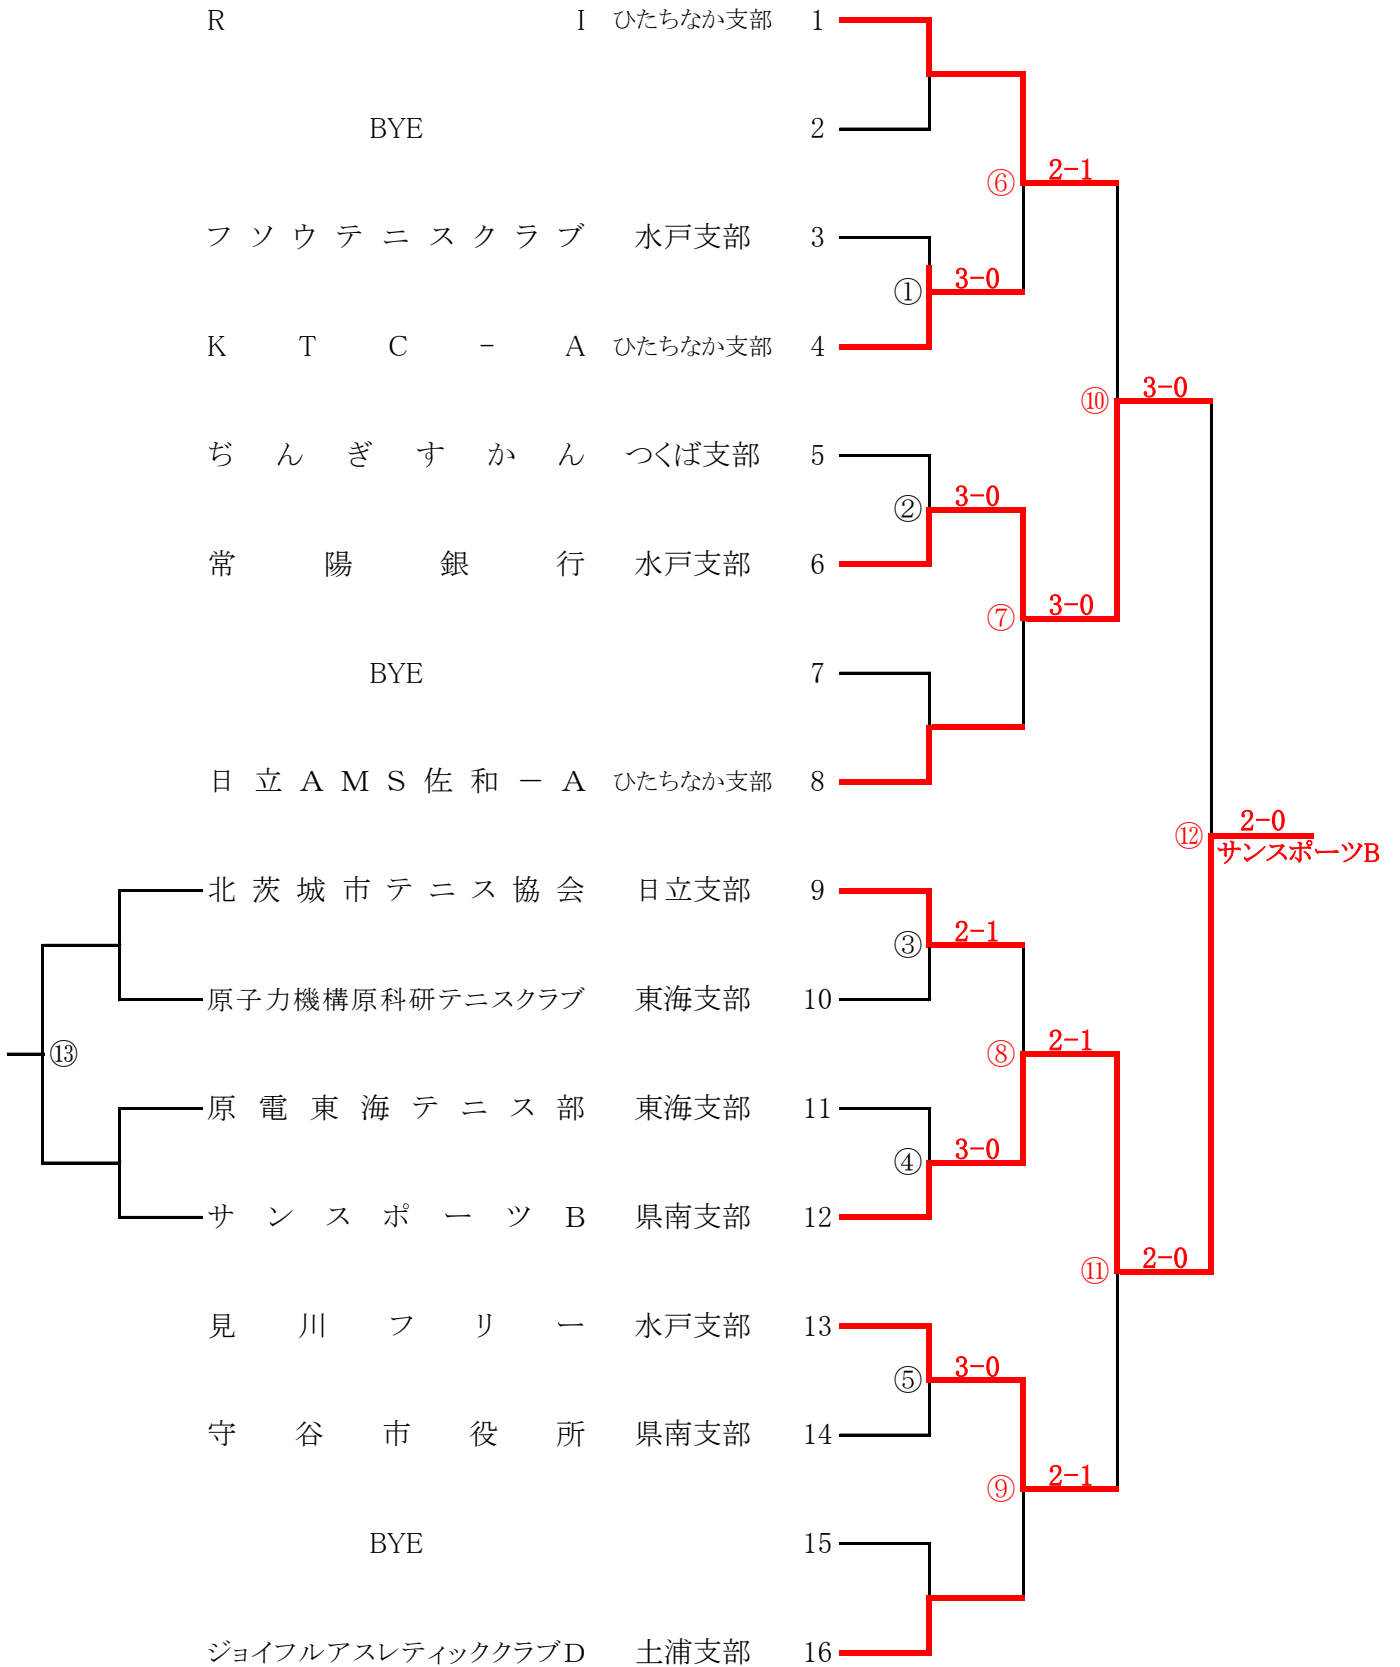 R I ひたちなか支部 1
BYE 2
⑥ 2-1
フソウテニスクラブ 水戸支部 3
① 3-0
KTC-A ひたちなか支部 4
⑩ 3-0
ぢんぎすかん つくば支部 5
② 3-0
常陽銀行 水戸支部 6
⑦ 3-0
BYE 7
日立AMS佐和－A ひたちなか支部 8
⑫ 2-0
サンスポーツB
北茨城市テニス協会 日立支部 9
③ 2-1
原子力機構原科研テニスクラブ 東海支部 10
⑬ ⑧ 2-1
原電東海テニス部 東海支部 11
④ 3-0
サンスポーツB 県南支部 12
⑪ 2-0
見川フリー 水戸支部 13
⑤ 3-0
守谷市役所 県南支部 14
⑨ 2-1
BYE 15
ジョイフルアスレティッククラブD 土浦支部 16